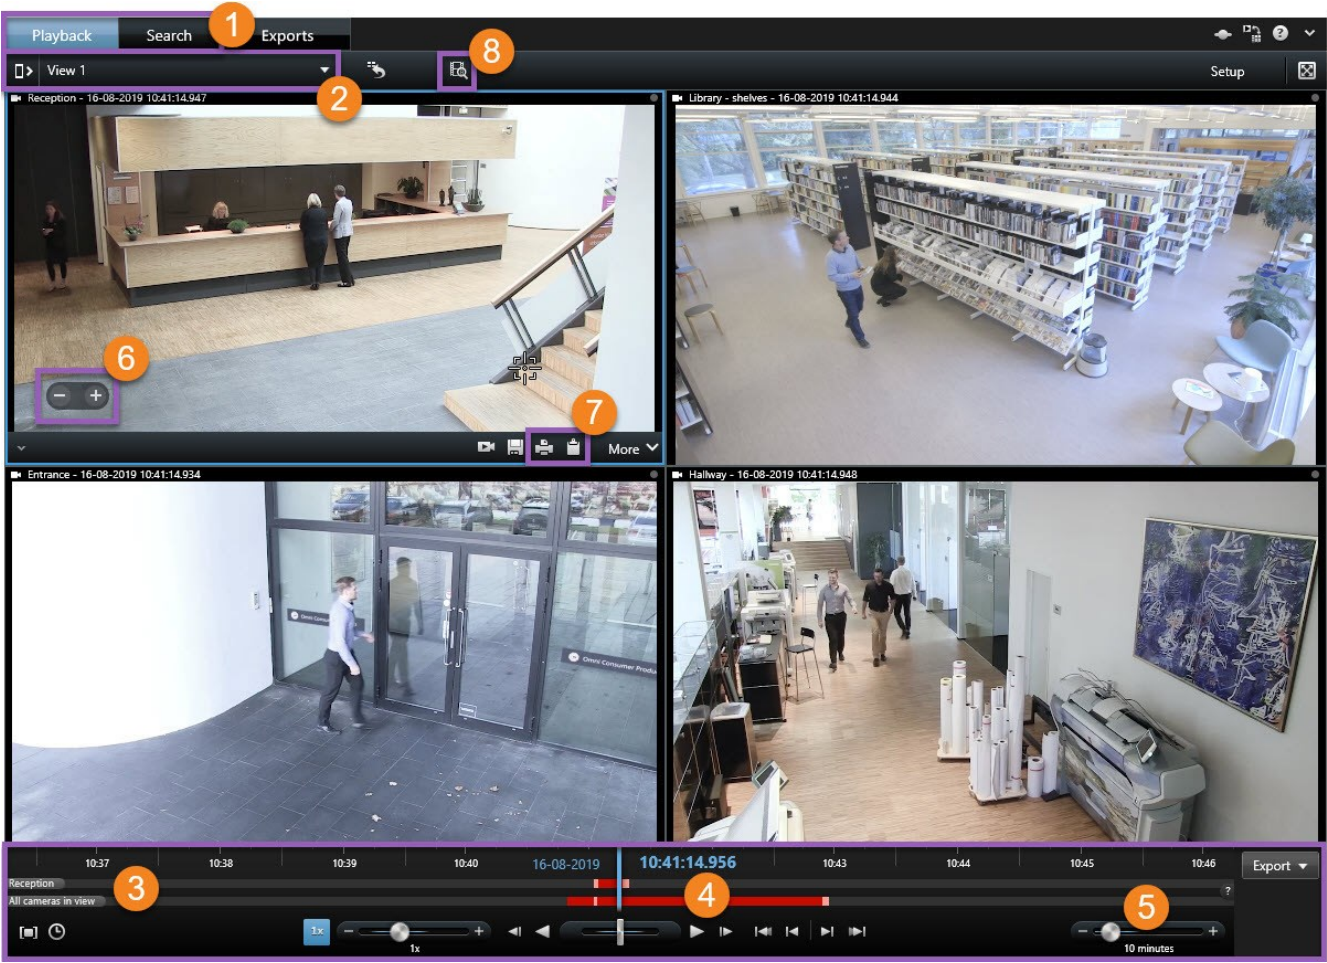 1
Playback Search Exports
View 1
8
Setup
2
Reception - 16-08-2019 10:41:14.947
Library - shelves - 16-08-2019 10:41:14.944
6
7
More
Entrance - 16-08-2019 10:41:14.934
Hallway - 16-08-2019 10:41:14.948
Omni Consumer Produ
10:37 10:38 10:39 10:40 16-08-2019 10:41:14.956 10:43 10:44 10:45 10:46
Export
Reception
3
4
5
?
All cameras in view
1x
1x
10 minutes